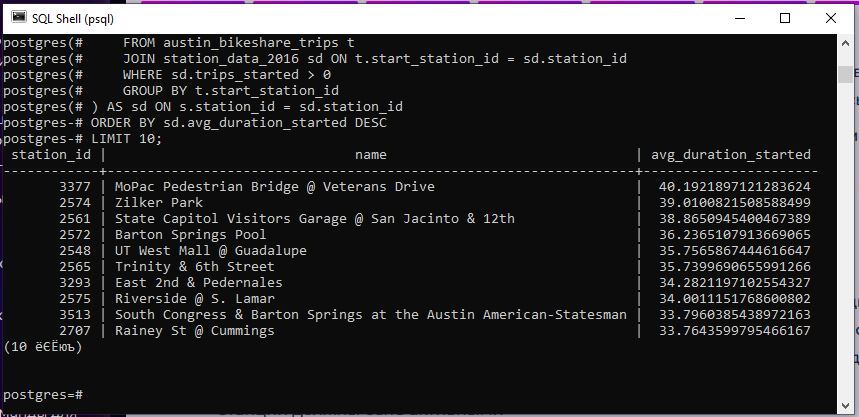 SQL Shell (psql)
postgres(#     FROM austin_bikeshare_trips t
postgres(#     JOIN station_data_2016 sd ON t.start_station_id = sd.station_id
postgres(#     WHERE sd.trips_started > 0
postgres(#     GROUP BY t.start_station_id
postgres(# ) AS sd ON s.station_id = sd.station_id
postgres-# ORDER BY sd.avg_duration_started DESC
postgres-# LIMIT 10;
 station_id |                               name                               | avg_duration_started
------------+------------------------------------------------------------------+----------------------
       3377 | MoPac Pedestrian Bridge @ Veterans Drive                         |  40.1921897121283624
       2574 | Zilker Park                                                      |  39.0100821508588499
       2561 | State Capitol Visitors Garage @ San Jacinto & 12th               |  38.8650945400467389
       2572 | Barton Springs Pool                                              |  36.2365107913669065
       2548 | UT West Mall @ Guadalupe                                         |  35.7565867444616647
       2565 | Trinity & 6th Street                                             |  35.7399690655991266
       3293 | East 2nd & Pedernales                                            |  34.2821197102554327
       2575 | Riverside @ S. Lamar                                             |  34.0011151768600802
       3513 | South Congress & Barton Springs at the Austin American-Statesman |  33.7960385438972163
       2707 | Rainey St @ Cummings                                             |  33.7643599795466167
(10 ёЄЁюъ)
postgres=#